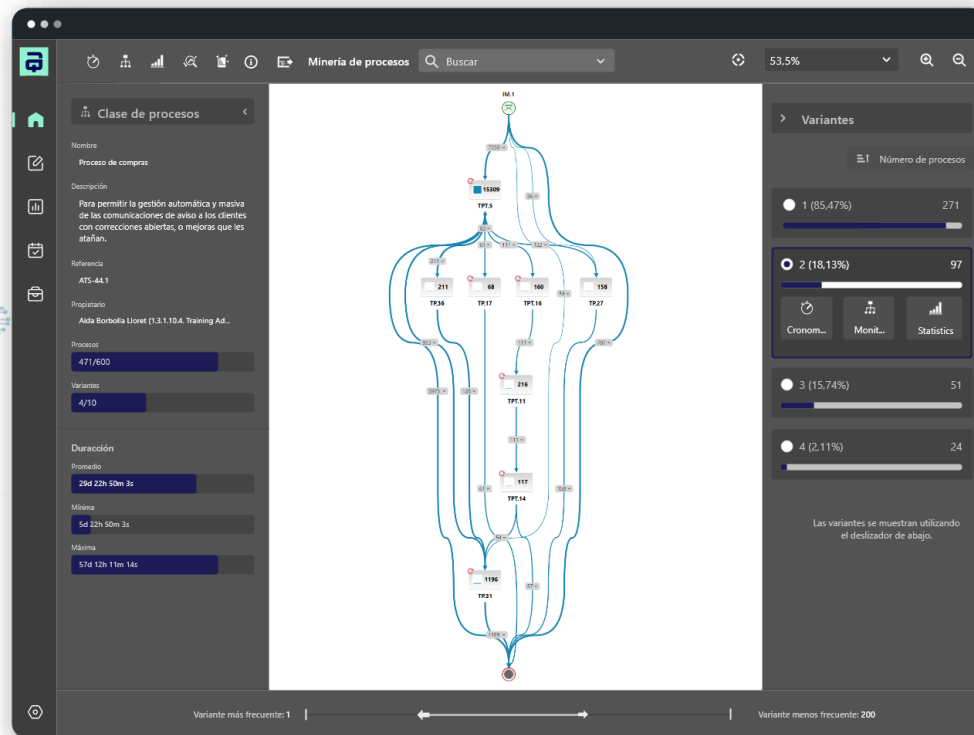 Minería de procesos
Buscar
53,5%
Clase de procesos
Nombre
Proceso de compras
Descripción
Para permitir la gestión automática y masiva
de las comunicaciones de aviso a los clientes
con correcciones abiertas, o mejoras que les
atañan.
Referencia
ATS-44.1
Propietario
Aida Borbolla Lloret (1.3.1.10.4. Training Ad...
Procesos
471/600
Variantes
4/10
Duracción
Promedio
29d 22h 50m 3s
Mínima
5d 22h 50m 3s
Máxima
57d 12h 11m 14s
IM.1
15309
TPT.5
211
68
160
158
TP.36
TP.17
TPT.16
TP.27
216
TPT.11
111
117
TPT.14
1196
TP.31
Variantes
Número de procesos
1 (85,47%) 271
2 (18,13%) 97
Cronom...
Monit...
Statistics
3 (15,74%) 51
4 (2,11%) 24
Las variantes se muestran utilizando
el deslizador de abajo.
Variante más frecuente: 1
Variante menos frecuente: 200